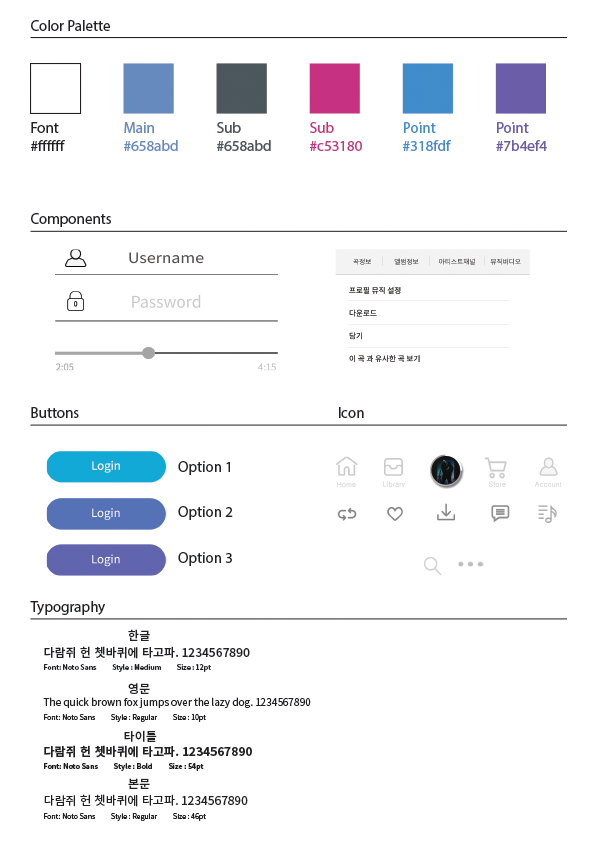 Color Palette
Font Main Sub Sub Point Point
#ffffff #658abd #658abd #c53180 #318fdf #7b4ef4
Components
Username
Password
2:05 4:15
곡정보 앨범정보 아티스트채널 뮤직비디오
프로필 뮤직 설정
다운로드
담기
이 곡 과 유사한 곡 보기
Buttons
Login Option 1
Login Option 2
Login Option 3
Icon
Home Library Store Account
Typography
한글
다람쥐 헌 쳇바퀴에 타고파. 1234567890
Font: Noto Sans Style : Medium Size : 12pt
영문
The quick brown fox jumps over the lazy dog. 1234567890
Font: Noto Sans Style : Regular Size : 10pt
타이틀
다람쥐 헌 쳇바퀴에 타고파. 1234567890
Font: Noto Sans Style : Bold Size : 54pt
본문
다람쥐 헌 쳇바퀴에 타고파. 1234567890
Font: Noto Sans Style : Regular Size : 46pt